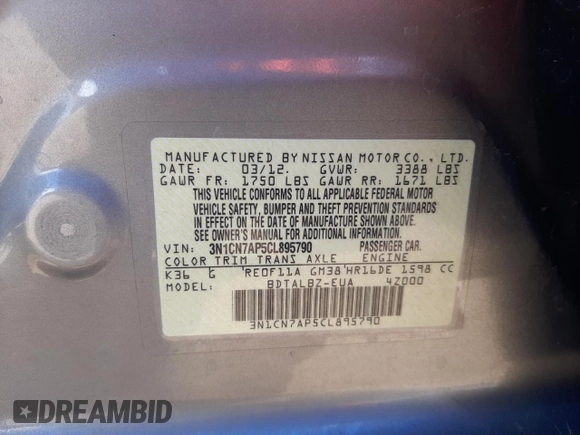 MANUFACTURED BY NISSAN MOTOR CO., LTD.
DATE: 03/12. GVWR: 3388 LBS
GAWR FR: 1750 LBS GAWR RR: 1671 LBS
THIS VEHICLE CONFORMS TO ALL APPLICABLE FEDERAL MOTOR
VEHICLE SAFETY, BUMPER AND THEFT PREVENTION STANDARDS
IN EFFECT ON THE DATE OF MANUFACTURE SHOWN ABOVE.
SEE OWNER'S MANUAL FOR ADDITIONAL INFORMATION.
VIN: 3N1CN7AP5CL895790 PASSENGER CAR.
COLOR TRIM TRANS AXLE ENGINE
K36 G 'RE0F11A GM38'HR16DE 1598 CC
MODEL: BDTALBZ-EUA 4Z000
3N1CN7AP5CL895790
DREAMBID